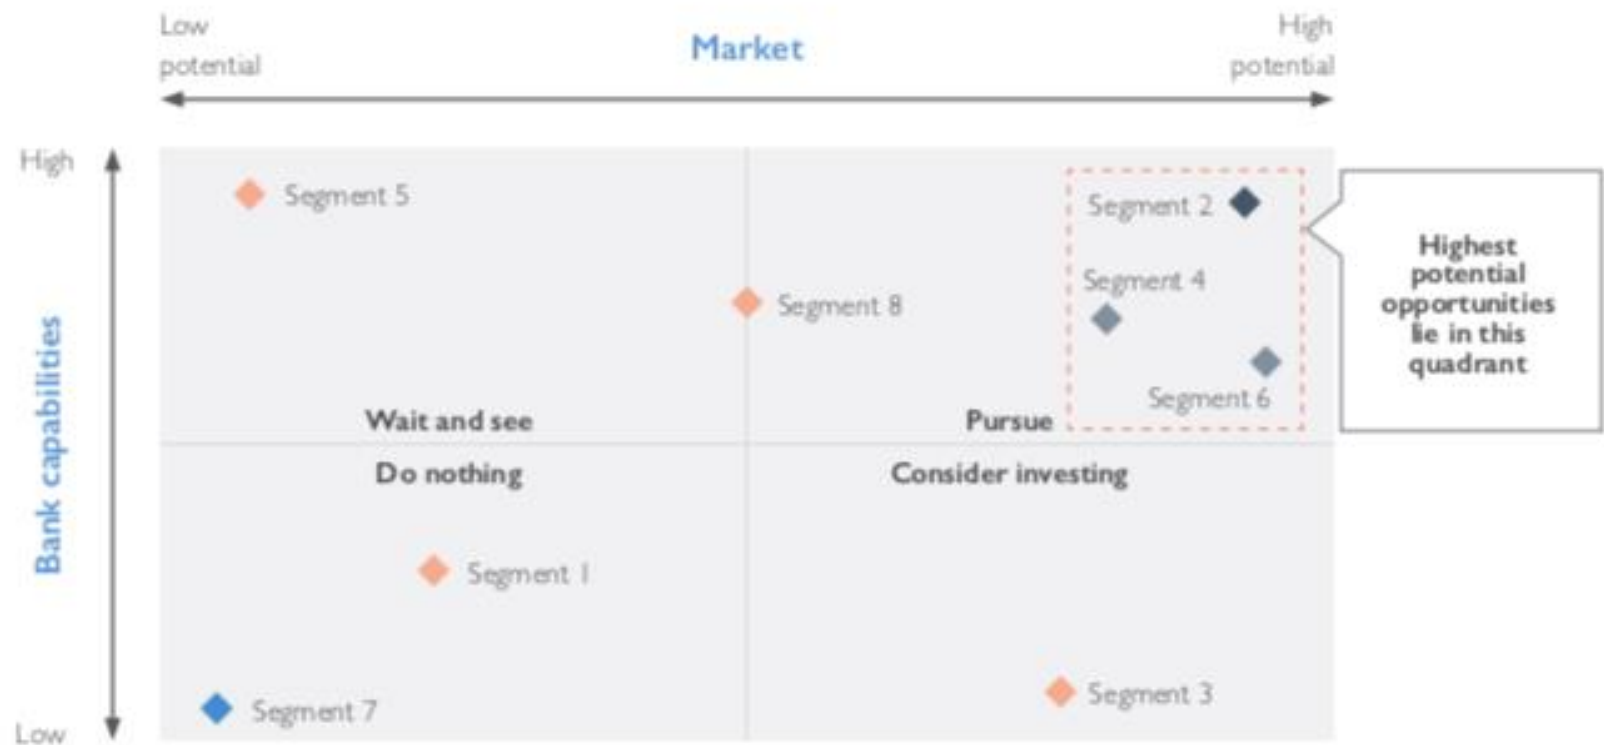 Low
potential
Market
High
potential
High
Segment 5
Segment 2
Segment 4
Segment 8
Segment 6
Highest
potential
opportunities
lie in this
quadrant
Bank capabilities
Wait and see
Pursue
Do nothing
Consider investing
Segment 1
Segment 3
Segment 7
Low